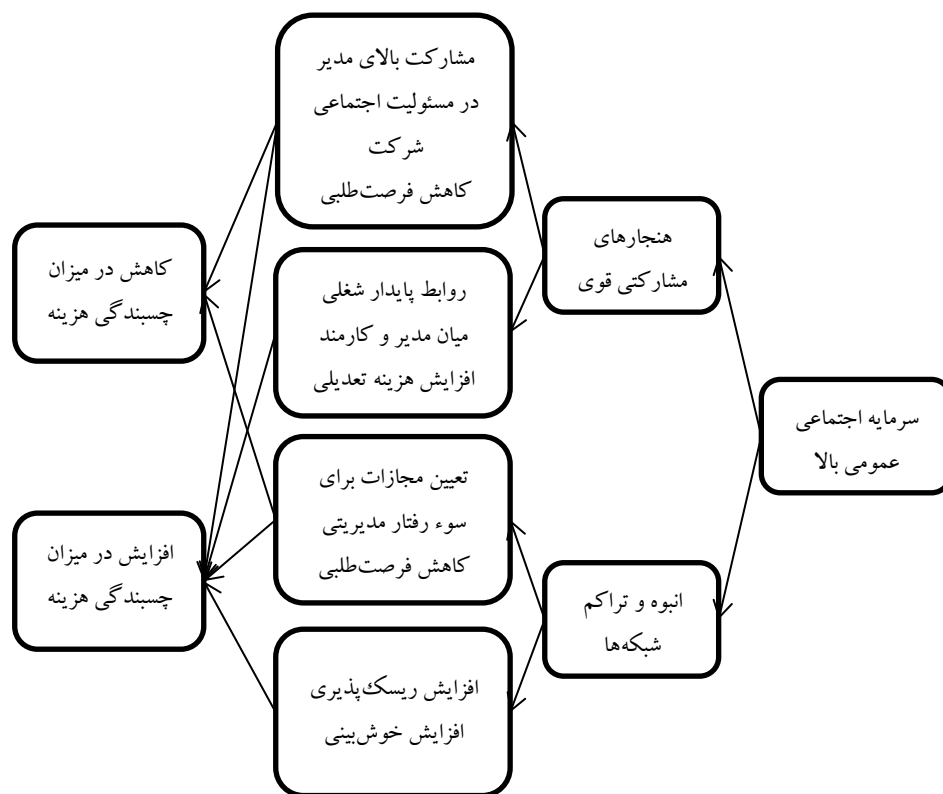 سرمایه اجتماعی
عمومی بالا
هنجارهای
مشارکتی قوی
انبوه و تراکم
شبکه‌ها
مشارکت بالای مدیر
در مسئولیت اجتماعی
شرکت
کاهش فرصت‌طلبی
روابط پایدار شغلی
میان مدیر و کارمند
افزایش هزینه تعدیلی
تعیین مجازات برای
سوء رفتار مدیریتی
کاهش فرصت‌طلبی
افزایش ریسک‌پذیری
افزایش خوش‌بینی
کاهش در میزان
چسبندگی هزینه
افزایش در میزان
چسبندگی هزینه